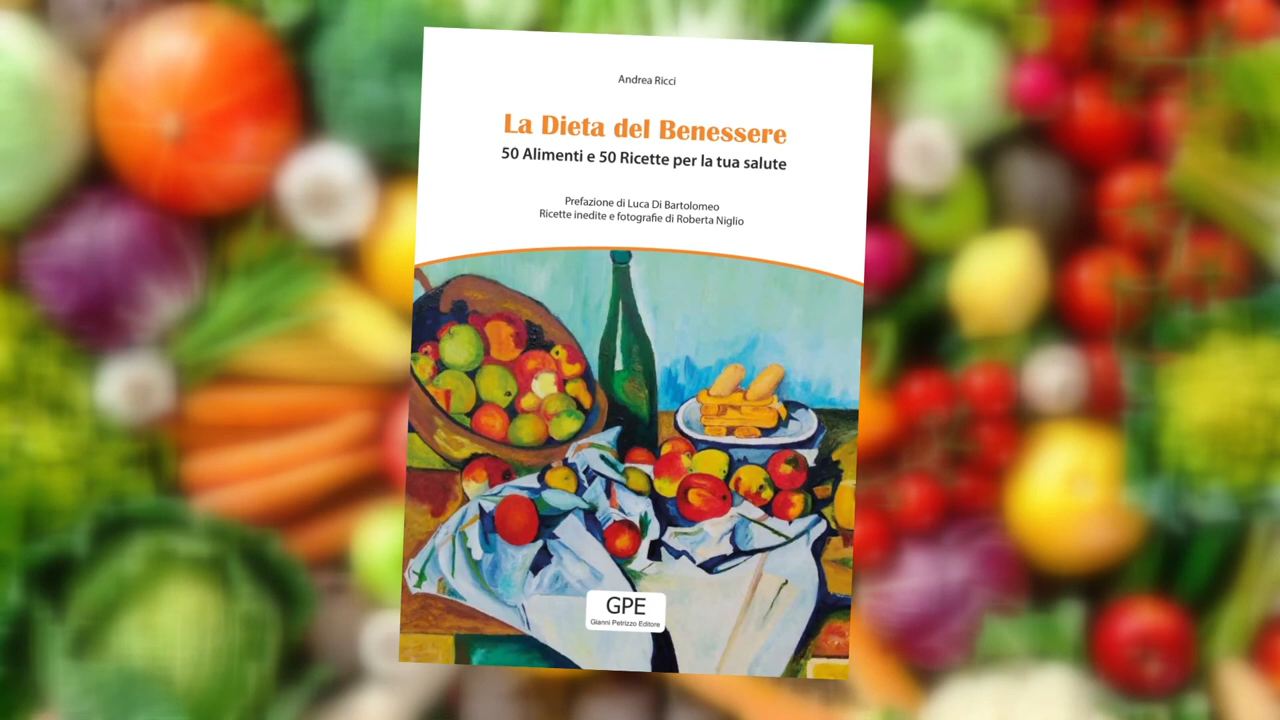 Andrea Ricci
La Dieta del Benessere
50 Alimenti e 50 Ricette per la tua salute
Prefazione di Luca Di Bartolomeo
Ricette inedite e fotografie di Roberta Niglio
GPE
Gianni Petrizzo Editore